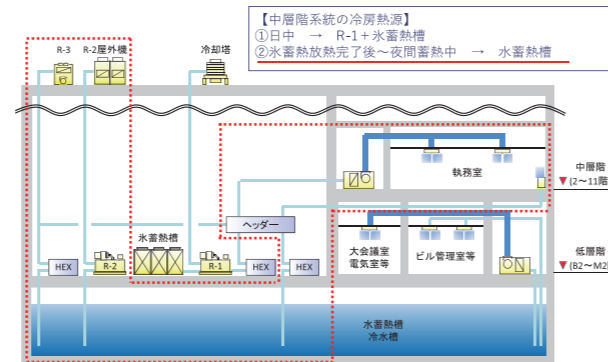 【中層階系統の冷房熱源】
①日中 → R-1+氷蓄熱槽
②氷蓄熱放熱完了後~夜間蓄熱中 → 水蓄熱槽
R-3
R-2屋外機
冷却塔
執務室
中層階
▼(2~11階
ヘッダー
氷蓄熱槽
大会議室
電気室等
ビル管理室等
HEX
R-2
R-1
HEX
HEX
低層階
▼(B2~M2
水蓄熱槽
冷水槽